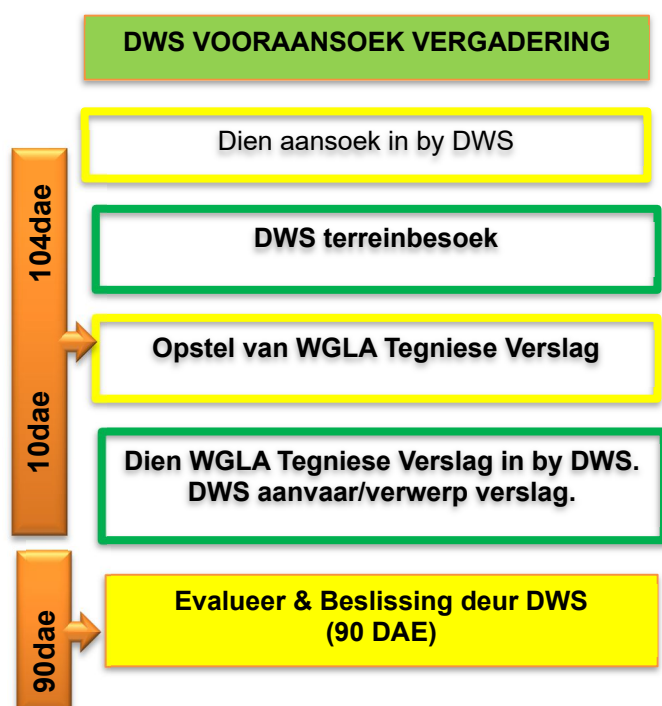 DWS VOORAANSOEK VERGADERING
Dien aansoek in by DWS
104dae
DWS terreinbesoek
Opstel van WGLA Tegniese Verslag
10dae
Dien WGLA Tegniese Verslag in by DWS.
DWS aanvaar/verwerp verslag.
90dae
Evalueer & Beslissing deur DWS
(90 DAE)